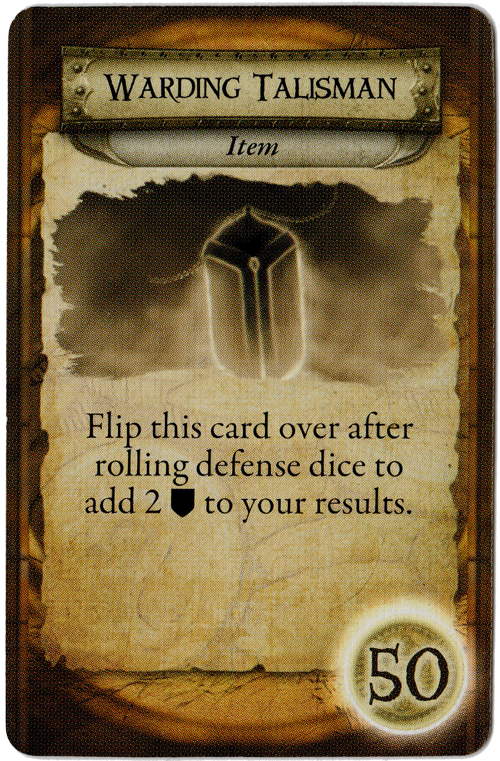 Warding Talisman
Item
Flip this card over after
rolling defense dice to
add 2 to your results.
50